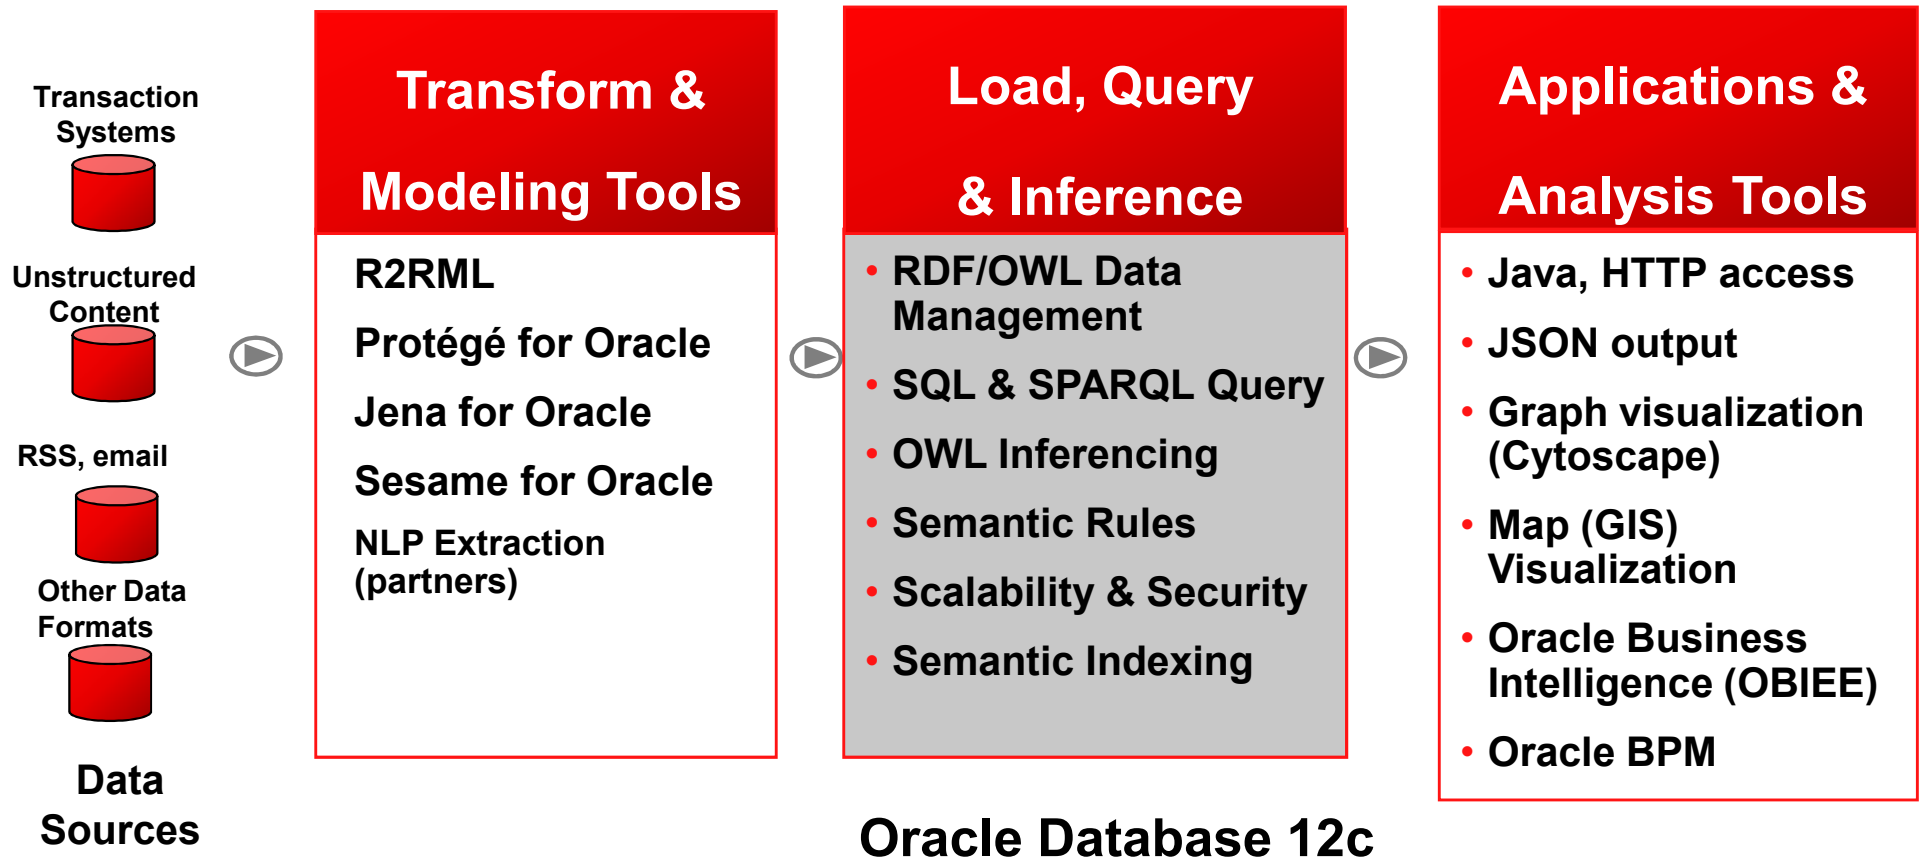 Transaction
Systems
Unstructured
Content
RSS, email
Other Data
Formats
Data
Sources
Transform &
Modeling Tools
R2RML
Protégé for Oracle
Jena for Oracle
Sesame for Oracle
NLP Extraction
(partners)
Load, Query
& Inference
• RDF/OWL Data
Management
• SQL & SPARQL Query
• OWL Inferencing
• Semantic Rules
• Scalability & Security
• Semantic Indexing
Oracle Database 12c
Applications &
Analysis Tools
• Java, HTTP access
• JSON output
• Graph visualization
(Cytoscape)
• Map (GIS)
Visualization
• Oracle Business
Intelligence (OBIEE)
• Oracle BPM